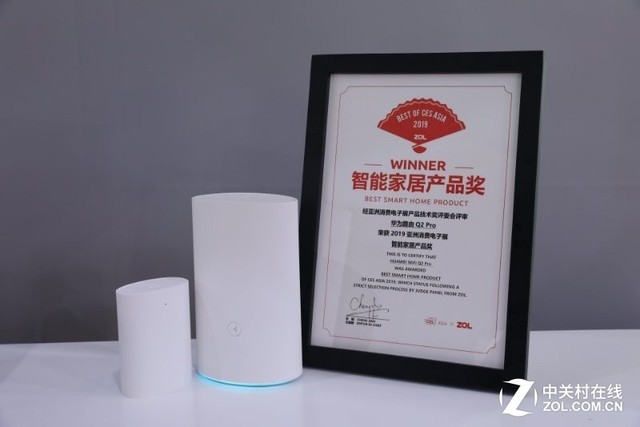 BEST OF CES ASIA
2019
ZOL
WINNER
智能家居产品奖
BEST SMART HOME PRODUCT
经亚洲消费电子展产品技术奖评委会评审
华为路由 Q2 Pro
荣获 2019 亚洲消费电子展
智能家居产品奖
THIS IS TO CERTIFY THAT
HUAWEI WiFi Q2 Pro
WAS AWARDED
BEST SMART HOME PRODUCT
OF CES ASIA 2019, WHICH STATUS FOLLOWING A
STRICT SELECTION PROCESS BY JUDGE PANEL FROM ZOL
EDITOR-IN-CHIEF
ASIA
ZOL
中关村在线
ZOL.COM.CN